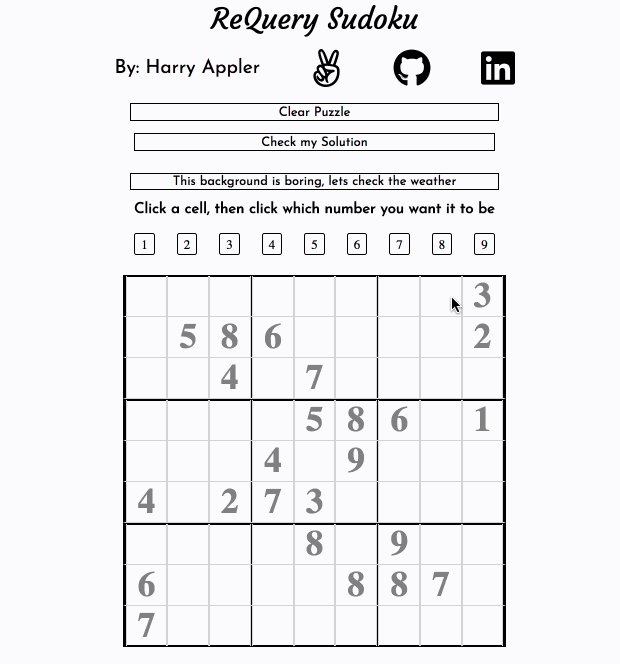 ReQuery Sudoku
By: Harry Appler
in
Clear Puzzle
Check my Solution
This background is boring, lets check the weather
Click a cell, then click which number you want it to be
1 2 3 4 5 6 7 8 9
3
5 8 6 2
4 7
5 8 6 1
4 9
4 2 7 3
8 9
6 8 8 7
7